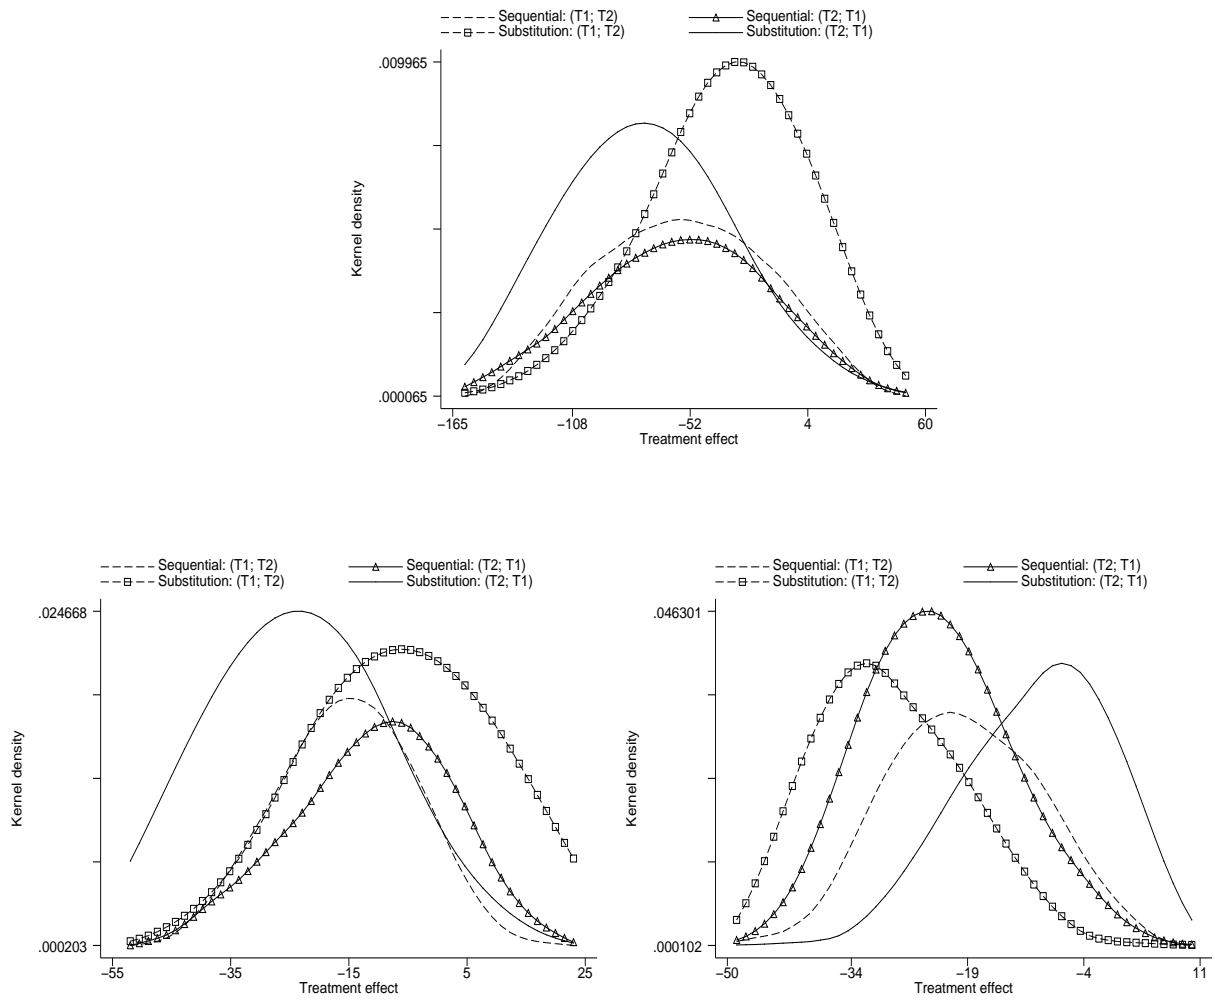 Sequential: (T1; T2) Sequential: (T2; T1)
Substitution: (T1; T2) Substitution: (T2; T1)
.009965
Kernel density
.000065
−165 −108 −52 4 60
Treatment effect
Sequential: (T1; T2) Sequential: (T2; T1)
Substitution: (T1; T2) Substitution: (T2; T1)
.024668
Kernel density
.000203
−55 −35 −15 5 25
Treatment effect
Sequential: (T1; T2) Sequential: (T2; T1)
Substitution: (T1; T2) Substitution: (T2; T1)
.046301
Kernel density
.000102
−50 −34 −19 −4 11
Treatment effect